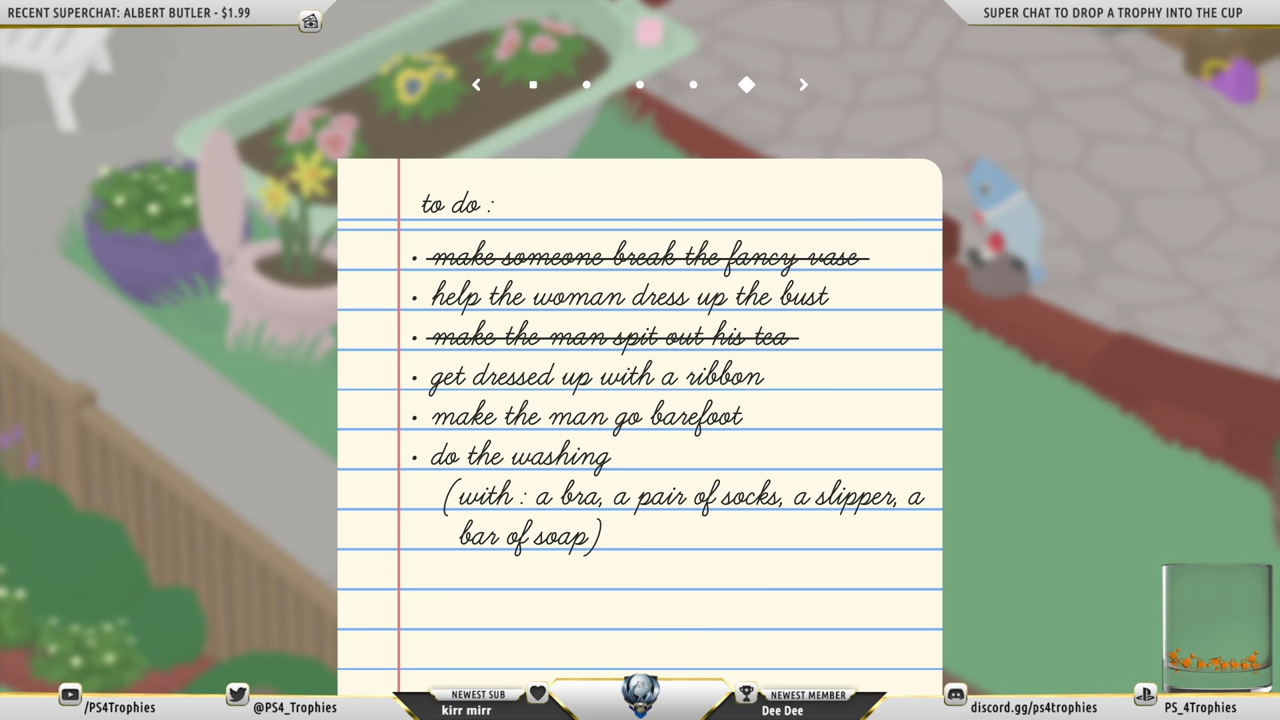 RECENT SUPERCHAT: ALBERT BUTLER - $1.99
SUPER CHAT TO DROP A TROPHY INTO THE CUP
to do :
• make someone break the fancy vase
• help the woman dress up the bust
• make the man spit out his tea
• get dressed up with a ribbon
• make the man go barefoot
• do the washing
(with : a bra, a pair of socks, a slipper, a
bar of soap)
/PS4Trophies
@PS4_Trophies
NEWEST SUB
kirr mirr
NEWEST MEMBER
Dee Dee
discord.gg/ps4trophies
PS_4Trophies